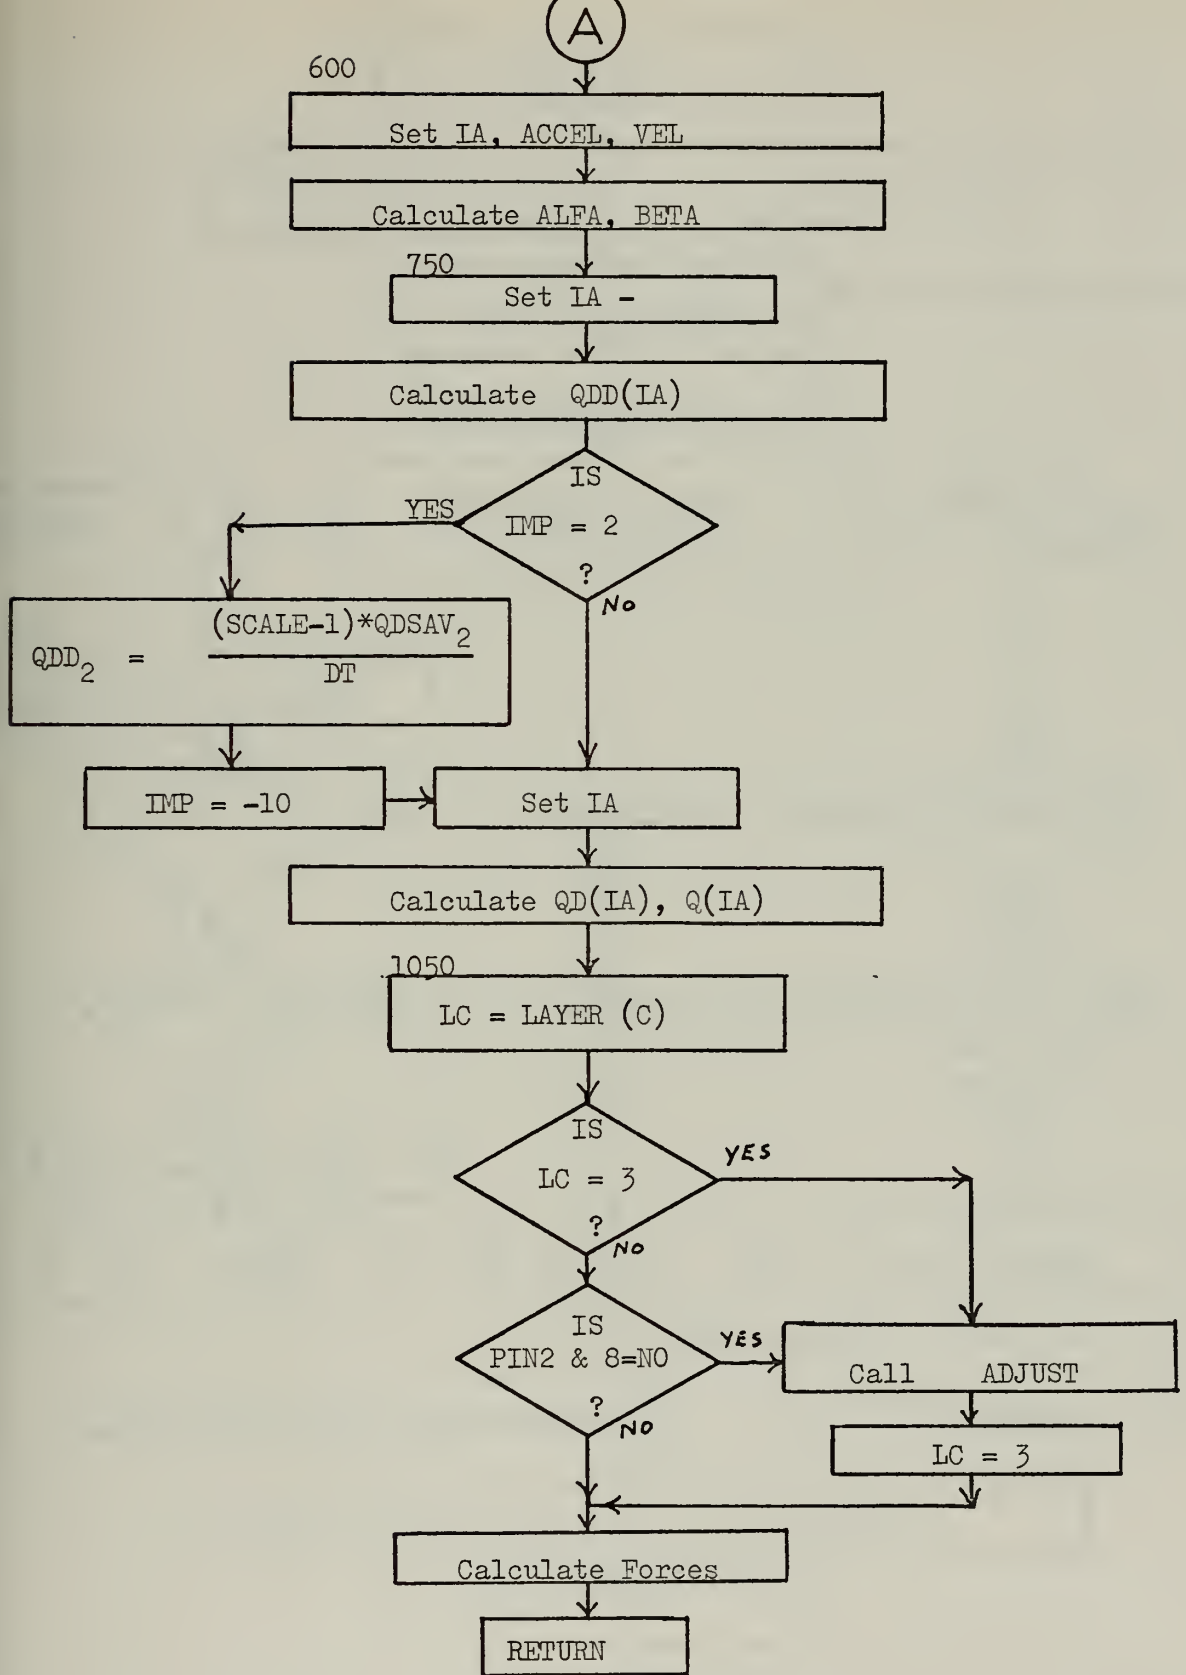 A
600
Set IA, ACCEL, VEL
Calculate ALFA, BETA
750
Set IA -
Calculate QDD(IA)
IS
YES
IMP = 2
?
NO
(SCALE-1)*QDSAV2
QDD2 =
DT
IMP = -10
Set IA
Calculate QD(IA), Q(IA)
1050
LC = LAYER (C)
IS
YES
LC = 3
?
NO
IS
YES
PIN2 & 8=NO
Call ADJUST
?
NO
LC = 3
Calculate Forces
RETURN